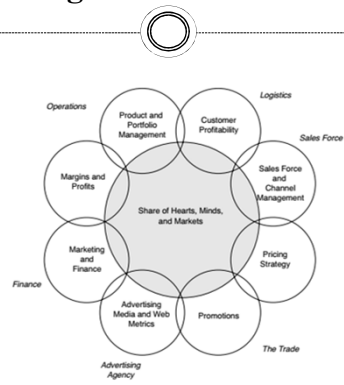 Logistics
Operations
Product and
Portfolio
Management
Customer
Profitability
Sales Force
Margins and
Profits
Sales Force
and
Channel
Management
Share of Hearts, Minds,
and Markets
Marketing
and
Finance
Pricing
Strategy
Finance
Advertising
Media and Web
Metrics
Promotions
The Trade
Advertising
Agency